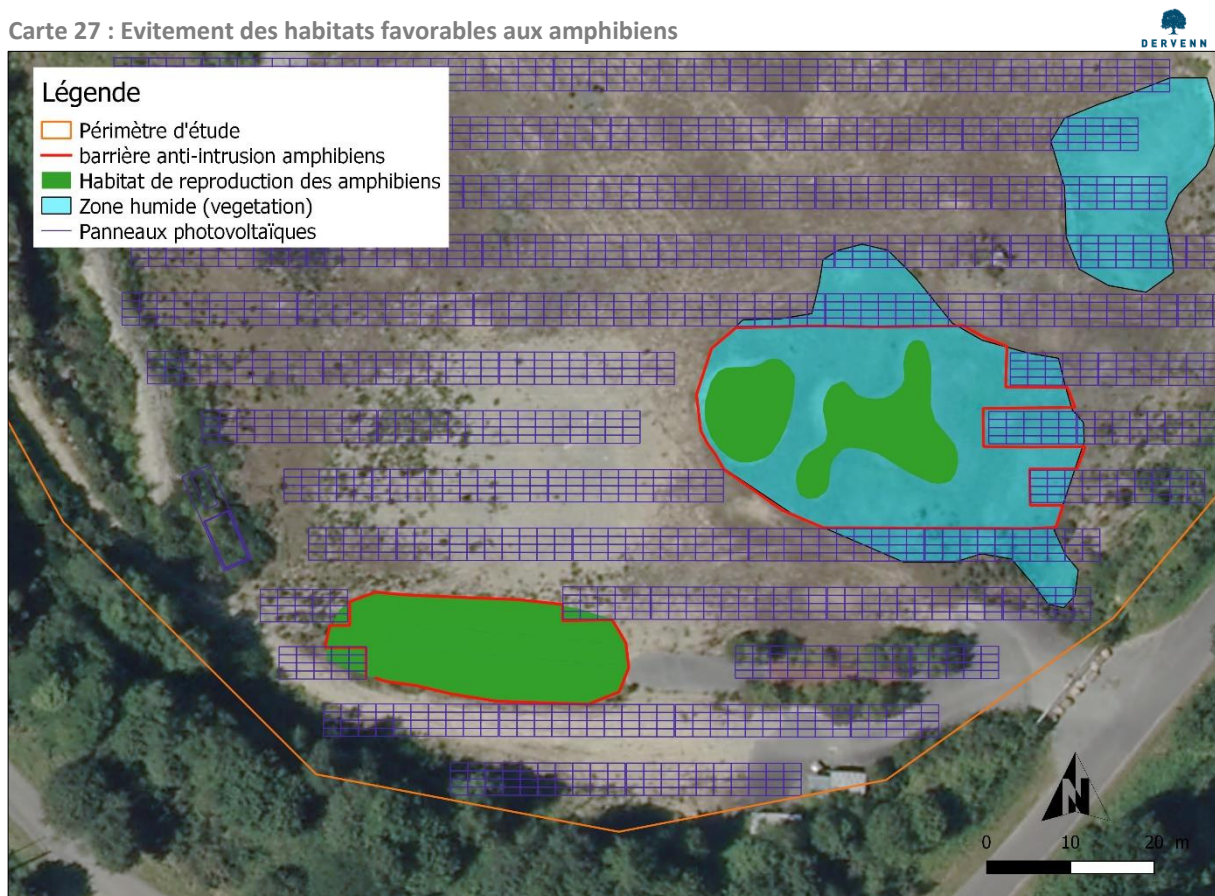 Carte 27 : Evitement des habitats favorables aux amphibiens
DERVENN
Légende
Périmètre d'étude
barrière anti-intrusion amphibiens
Habitat de reproduction des amphibiens
Zone humide (vegetation)
Panneaux photovoltaïques
N
0 10 20 m